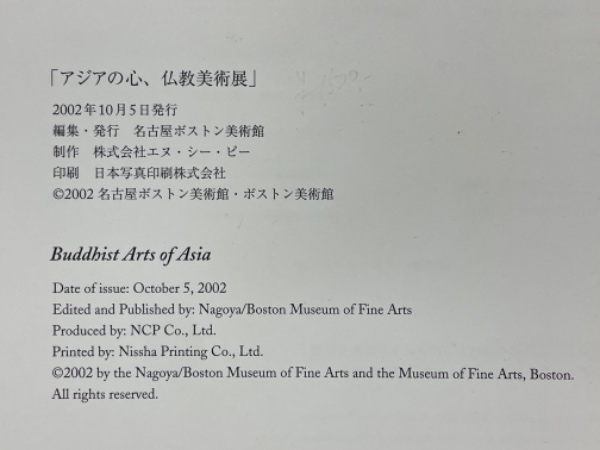 「アジアの心、仏教美術展」
2002年10月5日発行
編集・発行　名古屋ボストン美術館
制作　株式会社エヌ・シー・ピー
印刷　日本写真印刷株式会社
©2002 名古屋ボストン美術館・ボストン美術館
Buddhist Arts of Asia
Date of issue: October 5, 2002
Edited and Published by: Nagoya/Boston Museum of Fine Arts
Produced by: NCP Co., Ltd.
Printed by: Nissha Printing Co., Ltd.
©2002 by the Nagoya/Boston Museum of Fine Arts and the Museum of Fine Arts, Boston.
All rights reserved.